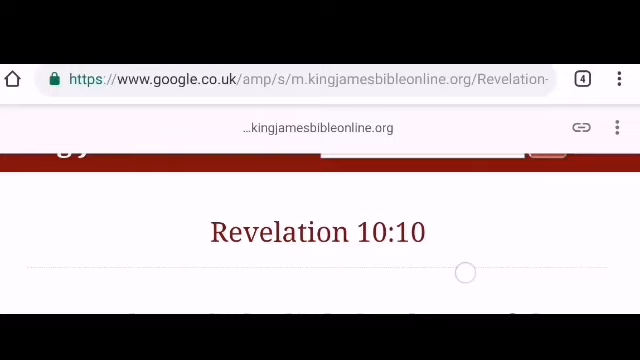 https://www.google.co.uk/amp/s/m.kingjamesbibleonline.org/Revelation-
4
…kingjamesbibleonline.org
Revelation 10:10